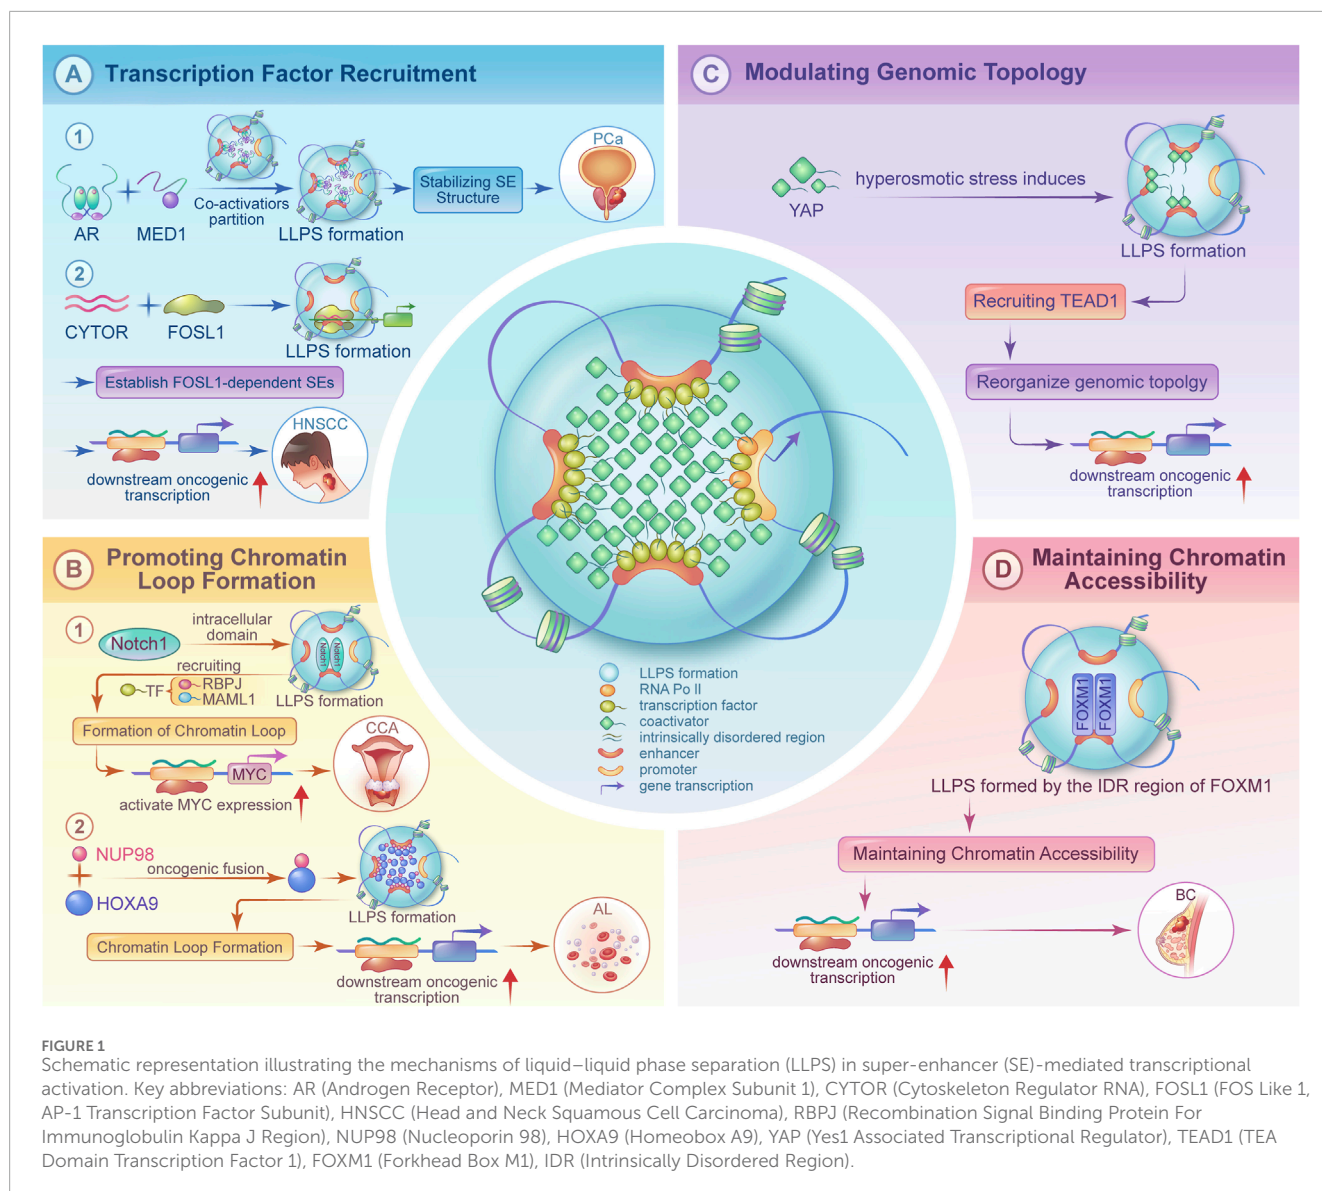 A Transcription Factor Recruitment
1
AR
MED1
Co-activatiors
partition
LLPS formation
Stabilizing SE
Structure
PCa
2
CYTOR
FOSL1
LLPS formation
Establish FOSL1-dependent SEs
downstream oncogenic
transcription
HNSCC
B Promoting Chromatin
Loop Formation
1
Notch1
intracellular
domain
Notch1
Notch1
LLPS formation
recruiting
TF
RBPJ
MAML1
Formation of Chromatin Loop
MYC
activate MYC expression
CCA
2
NUP98
HOXA9
oncogenic fusion
LLPS formation
Chromatin Loop Formation
downstream oncogenic
transcription
AL
C Modulating Genomic Topology
YAP
hyperosmotic stress induces
LLPS formation
Recruiting TEAD1
Reorganize genomic topolgy
downstream oncogenic
transcription
D Maintaining Chromatin
Accessibility
FOXM1
FOXM1
LLPS formed by the IDR region of FOXM1
Maintaining Chromatin Accessibility
downstream oncogenic
transcription
BC
LLPS formation
RNA Po II
transcription factor
coactivator
intrinsically disordered region
enhancer
promoter
gene transcription
FIGURE 1
Schematic representation illustrating the mechanisms of liquid–liquid phase separation (LLPS) in super-enhancer (SE)-mediated transcriptional
activation. Key abbreviations: AR (Androgen Receptor), MED1 (Mediator Complex Subunit 1), CYTOR (Cytoskeleton Regulator RNA), FOSL1 (FOS Like 1,
AP-1 Transcription Factor Subunit), HNSCC (Head and Neck Squamous Cell Carcinoma), RBPJ (Recombination Signal Binding Protein For
Immunoglobulin Kappa J Region), NUP98 (Nucleoporin 98), HOXA9 (Homeobox A9), YAP (Yes1 Associated Transcriptional Regulator), TEAD1 (TEA
Domain Transcription Factor 1), FOXM1 (Forkhead Box M1), IDR (Intrinsically Disordered Region).